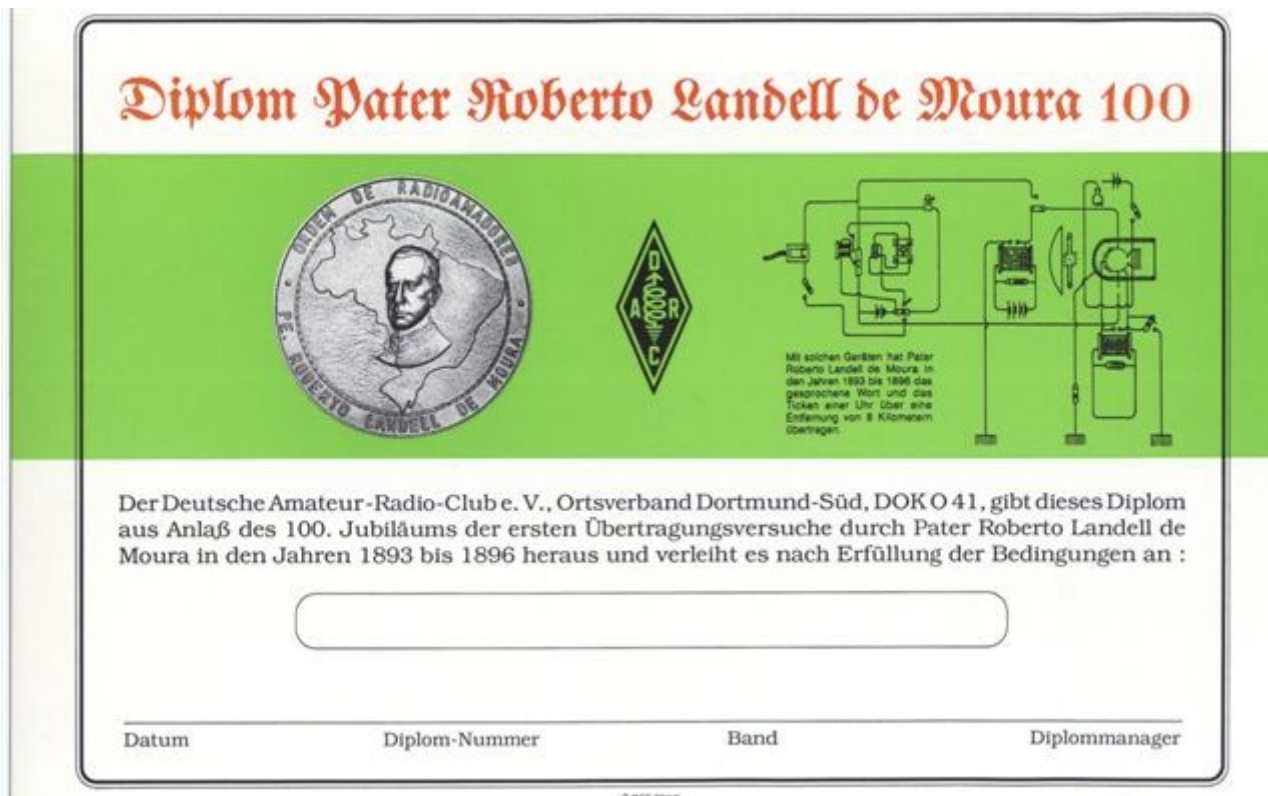 Diplom Pater Roberto Landell de Moura 100
ORDEM DE RADIOAMADORES
PE. ROBERTO LANDELL DE MOURA
D
A R
C
Mit solchen Geräten hat Pater
Roberto Landell de Moura in
den Jahren 1893 bis 1896 das
gesprochene Wort und das
Ticken einer Uhr über eine
Entfernung von 8 Kilometern
übertragen.
Der Deutsche Amateur-Radio-Club e. V., Ortsverband Dortmund-Süd, DOK O 41, gibt dieses Diplom
aus Anlaß des 100. Jubiläums der ersten Übertragungsversuche durch Pater Roberto Landell de
Moura in den Jahren 1893 bis 1896 heraus und verleiht es nach Erfüllung der Bedingungen an :
Datum Diplom-Nummer Band Diplommanager